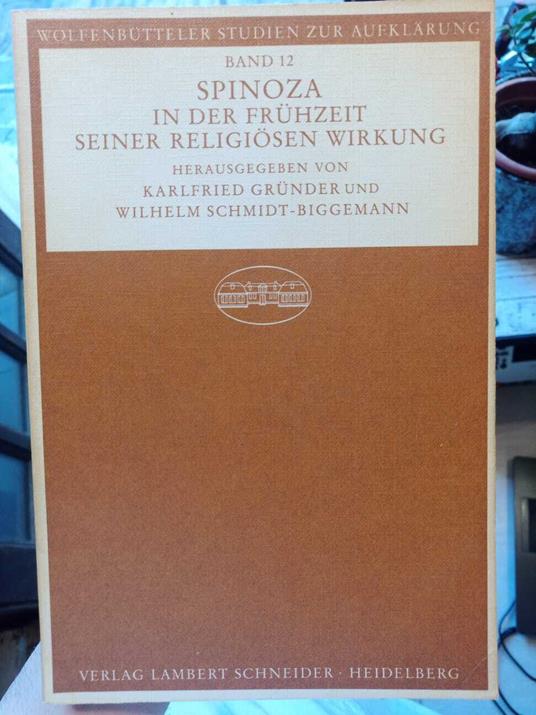 WOLFENBÜTTELER STUDIEN ZUR AUFKLÄRUNG
BAND 12
SPINOZA
IN DER FRÜHZEIT
SEINER RELIGIÖSEN WIRKUNG
HERAUSGEGEBEN VON
KARLFRIED GRÜNDER UND
WILHELM SCHMIDT-BIGGEMANN
VERLAG LAMBERT SCHNEIDER · HEIDELBERG